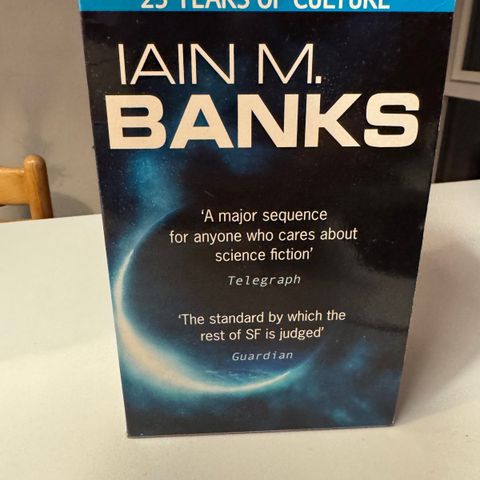 25 YEARS OF CULTURE
IAIN M.
BANKS
‘A major sequence
for anyone who cares about
science fiction’
Telegraph
‘The standard by which the
rest of SF is judged’
Guardian